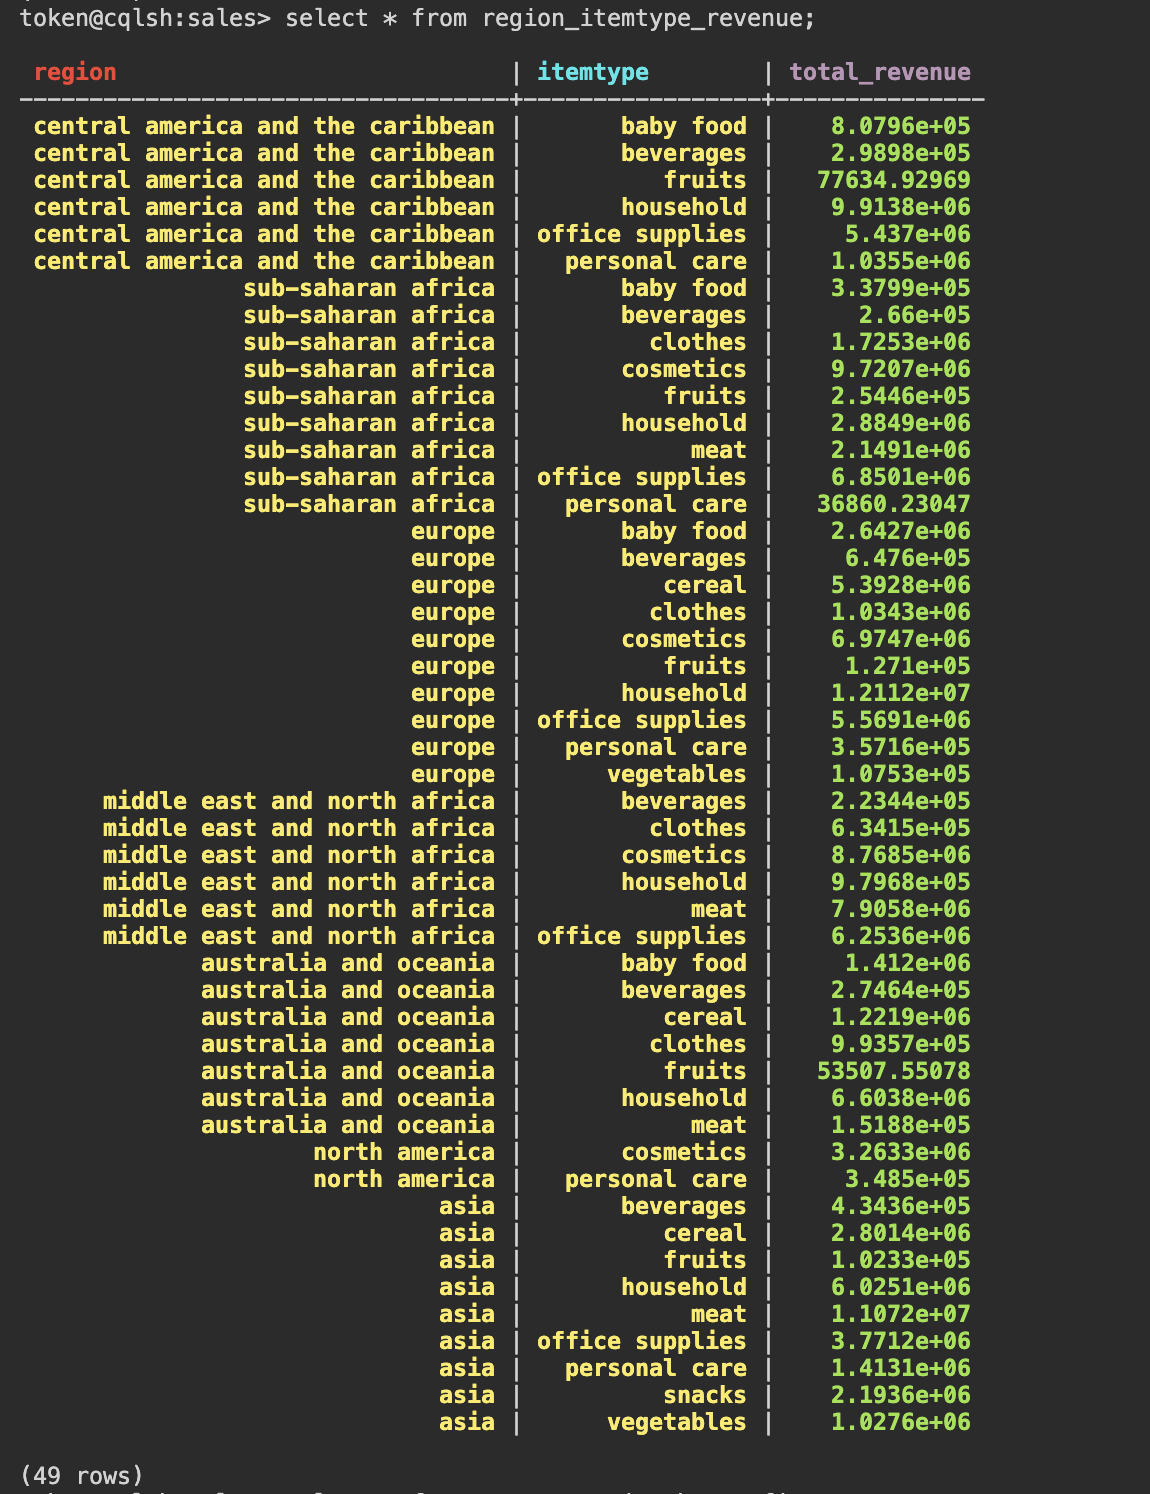 token@cqlsh:sales> select * from region_itemtype_revenue;
region | itemtype | total_revenue
---------------------------------+-----------------+---------------
central america and the caribbean | baby food | 8.0796e+05
central america and the caribbean | beverages | 2.9898e+05
central america and the caribbean | fruits | 77634.92969
central america and the caribbean | household | 9.9138e+06
central america and the caribbean | office supplies | 5.437e+06
central america and the caribbean | personal care | 1.0355e+06
sub-saharan africa | baby food | 3.3799e+05
sub-saharan africa | beverages | 2.66e+05
sub-saharan africa | clothes | 1.7253e+06
sub-saharan africa | cosmetics | 9.7207e+06
sub-saharan africa | fruits | 2.5446e+05
sub-saharan africa | household | 2.8849e+06
sub-saharan africa | meat | 2.1491e+06
sub-saharan africa | office supplies | 6.8501e+06
sub-saharan africa | personal care | 36860.23047
europe | baby food | 2.6427e+06
europe | beverages | 6.476e+05
europe | cereal | 5.3928e+06
europe | clothes | 1.0343e+06
europe | cosmetics | 6.9747e+06
europe | fruits | 1.271e+05
europe | household | 1.2112e+07
europe | office supplies | 5.5691e+06
europe | personal care | 3.5716e+05
europe | vegetables | 1.0753e+05
middle east and north africa | beverages | 2.2344e+05
middle east and north africa | clothes | 6.3415e+05
middle east and north africa | cosmetics | 8.7685e+06
middle east and north africa | household | 9.7968e+05
middle east and north africa | meat | 7.9058e+06
middle east and north africa | office supplies | 6.2536e+06
australia and oceania | baby food | 1.412e+06
australia and oceania | beverages | 2.7464e+05
australia and oceania | cereal | 1.2219e+06
australia and oceania | clothes | 9.9357e+05
australia and oceania | fruits | 53507.55078
australia and oceania | household | 6.6038e+06
australia and oceania | meat | 1.5188e+05
north america | cosmetics | 3.2633e+06
north america | personal care | 3.485e+05
asia | beverages | 4.3436e+05
asia | cereal | 2.8014e+06
asia | fruits | 1.0233e+05
asia | household | 6.0251e+06
asia | meat | 1.1072e+07
asia | office supplies | 3.7712e+06
asia | personal care | 1.4131e+06
asia | snacks | 2.1936e+06
asia | vegetables | 1.0276e+06
(49 rows)